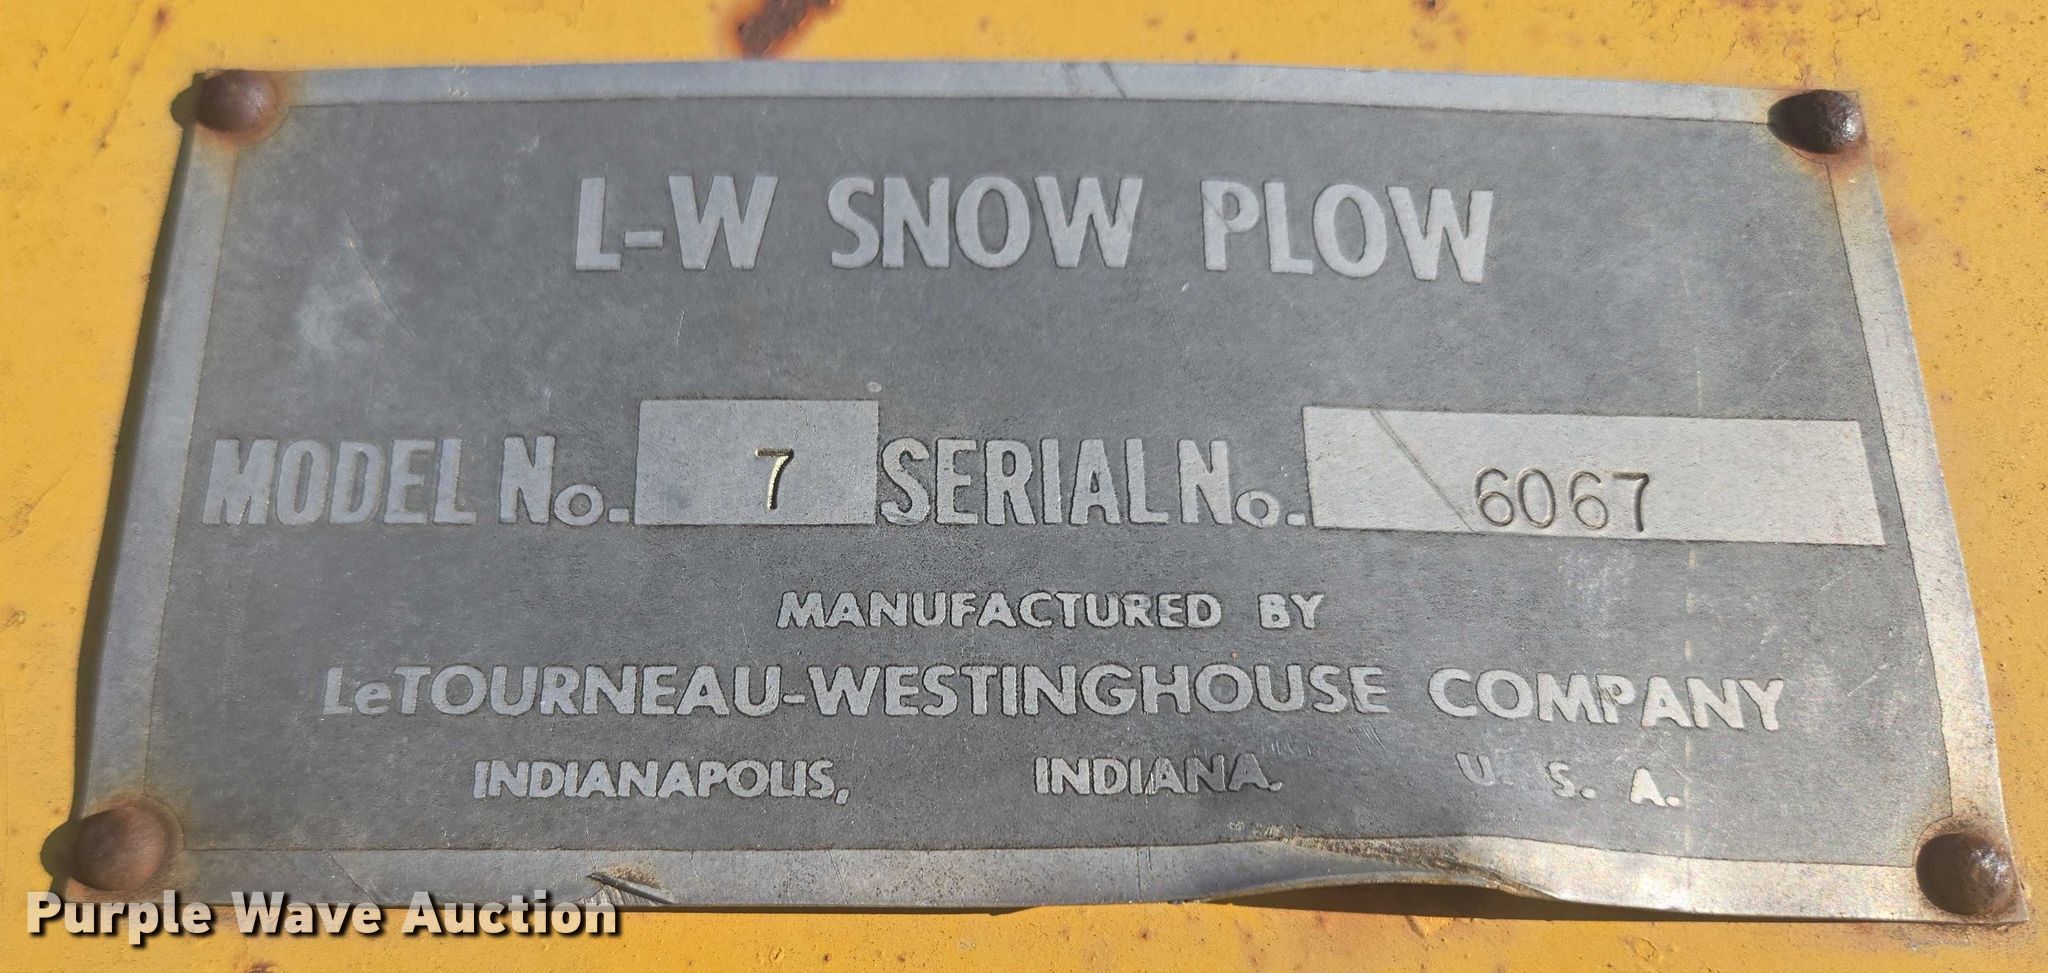 L-W SNOW PLOW
MODEL No. 7 SERIAL No. 6067
MANUFACTURED BY
LeTOURNEAU-WESTINGHOUSE COMPANY
INDIANAPOLIS, INDIANA. U. S. A.
Purple Wave Auction